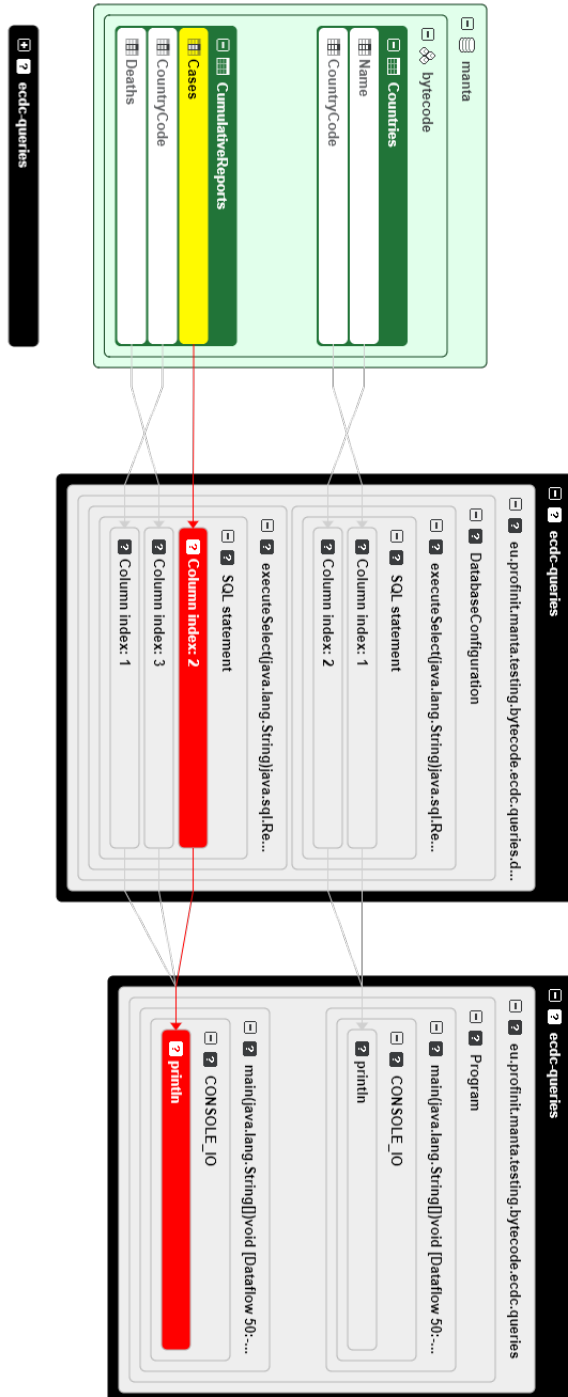 manta
bytecode
Countries
Name
CountryCode
CumulativeReports
Cases
CountryCode
Deaths
ecdc-queries
ecdc-queries
eu.profinit.manta.testing.bytecode.ecdc.queries.d...
DatabaseConfiguration
executeSelect(java.lang.String)java.sql.Re...
SQL statement
Column index: 1
Column index: 2
executeSelect(java.lang.String)java.sql.Re...
SQL statement
Column index: 2
Column index: 3
Column index: 1
ecdc-queries
eu.profinit.manta.testing.bytecode.ecdc.queries
Program
main(java.lang.String[])void [Dataflow 50:-...
CONSOLE_IO
println
main(java.lang.String[])void [Dataflow 50:-...
CONSOLE_IO
println